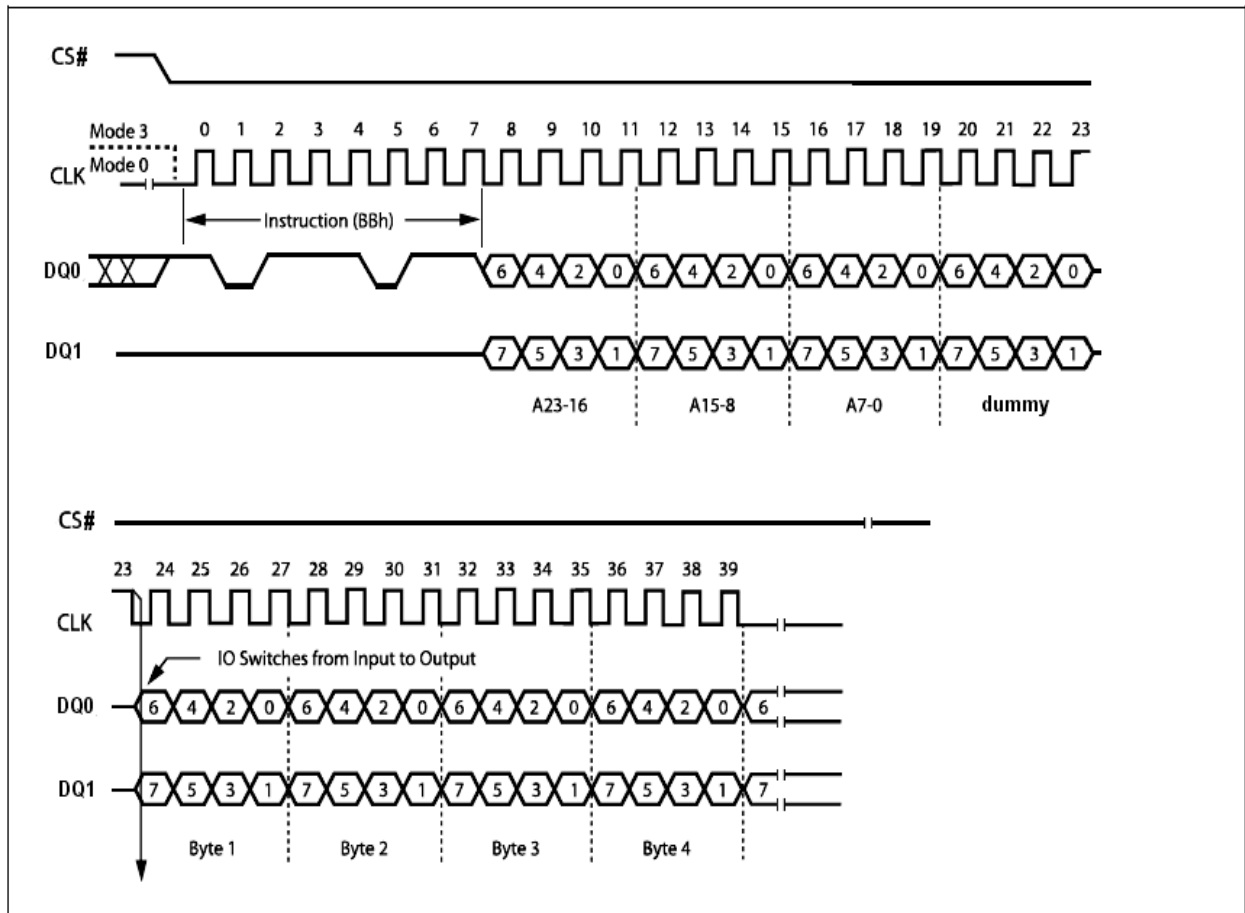 CS#
Mode 3
0 1 2 3 4 5 6 7 8 9 10 11 12 13 14 15 16 17 18 19 20 21 22 23
Mode 0
CLK
Instruction (BBh)
DQ0 6 4 2 0 6 4 2 0 6 4 2 0 6 4 2 0
DQ1 7 5 3 1 7 5 3 1 7 5 3 1 7 5 3 1
A23-16 A15-8 A7-0 dummy
CS#
23 24 25 26 27 28 29 30 31 32 33 34 35 36 37 38 39
CLK
IO Switches from Input to Output
DQ0 6 4 2 0 6 4 2 0 6 4 2 0 6 4 2 0 6
DQ1 7 5 3 1 7 5 3 1 7 5 3 1 7 5 3 1 7
Byte 1 Byte 2 Byte 3 Byte 4